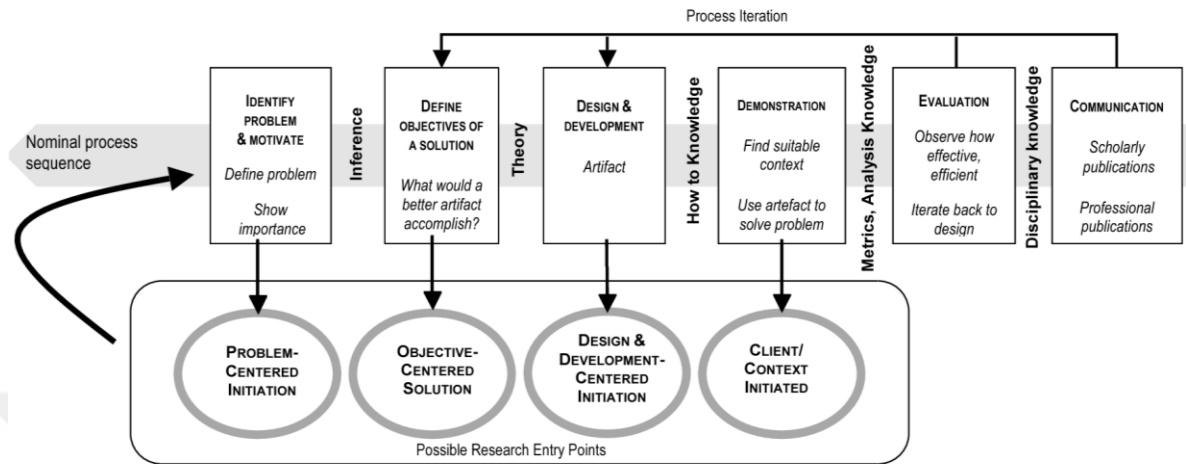 Process Iteration
Nominal process
sequence
IDENTIFY
PROBLEM
& MOTIVATE
Define problem
Show
importance
Inference
DEFINE
OBJECTIVES OF
A SOLUTION
What would a
better artifact
accomplish?
Theory
DESIGN &
DEVELOPMENT
Artifact
How to Knowledge
DEMONSTRATION
Find suitable
context
Use artefact to
solve problem
Metrics, Analysis Knowledge
EVALUATION
Observe how
effective,
efficient
Iterate back to
design
Disciplinary knowledge
COMMUNICATION
Scholarly
publications
Professional
publications
PROBLEM-
CENTERED
INITIATION
OBJECTIVE-
CENTERED
SOLUTION
DESIGN &
DEVELOPMENT-
CENTERED
INITIATION
CLIENT/
CONTEXT
INITIATED
Possible Research Entry Points